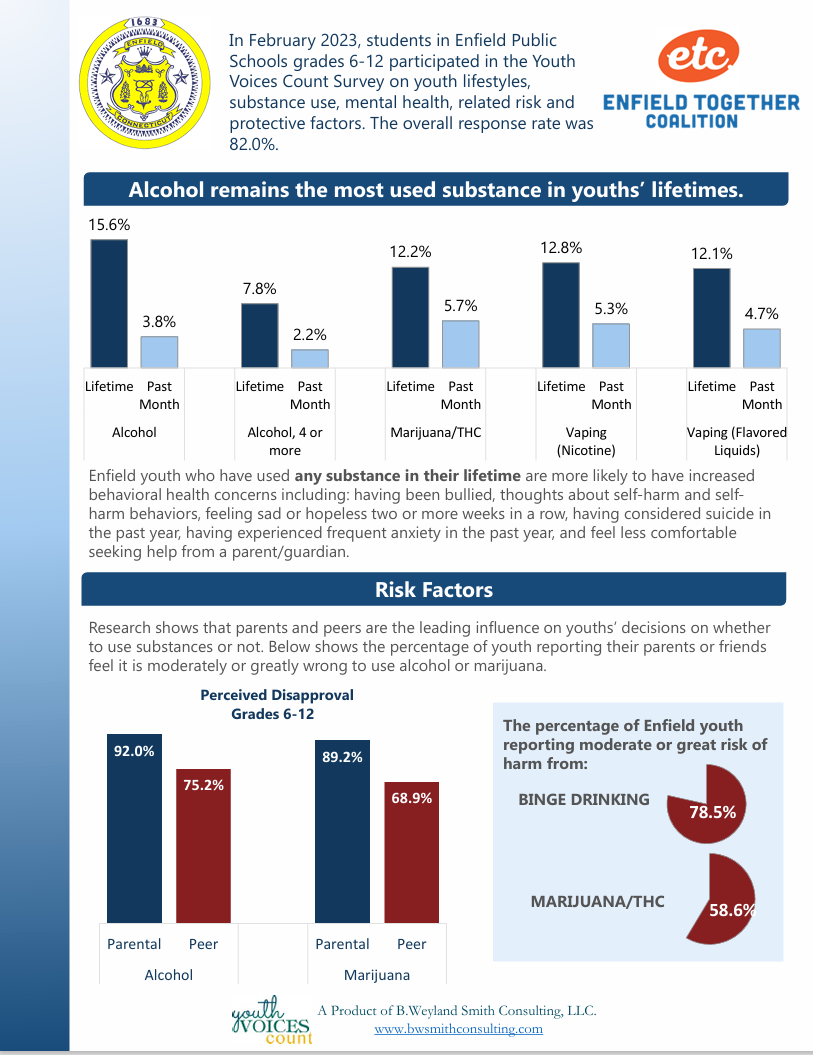 1683
ENFIELD
CONNECTICUT
In February 2023, students in Enfield Public
Schools grades 6-12 participated in the Youth
Voices Count Survey on youth lifestyles,
substance use, mental health, related risk and
protective factors. The overall response rate was
82.0%.
etc.
ENFIELD TOGETHER
COALITION
Alcohol remains the most used substance in youths’ lifetimes.
15.6%
3.8%
7.8%
2.2%
12.2%
5.7%
12.8%
5.3%
12.1%
4.7%
Lifetime Past Month Lifetime Past Month Lifetime Past Month Lifetime Past Month Lifetime Past Month
Alcohol
Alcohol, 4 or more
Marijuana/THC
Vaping (Nicotine)
Vaping (Flavored Liquids)
Enfield youth who have used any substance in their lifetime are more likely to have increased
behavioral health concerns including: having been bullied, thoughts about self-harm and self-
harm behaviors, feeling sad or hopeless two or more weeks in a row, having considered suicide in
the past year, having experienced frequent anxiety in the past year, and feel less comfortable
seeking help from a parent/guardian.
Risk Factors
Research shows that parents and peers are the leading influence on youths’ decisions on whether
to use substances or not. Below shows the percentage of youth reporting their parents or friends
feel it is moderately or greatly wrong to use alcohol or marijuana.
Perceived Disapproval
Grades 6-12
92.0%
75.2%
89.2%
68.9%
Parental Peer Parental Peer
Alcohol Marijuana
The percentage of Enfield youth
reporting moderate or great risk of
harm from:
BINGE DRINKING
78.5%
MARIJUANA/THC
58.6%
youth
VOICES
count
A Product of B.Weyland Smith Consulting, LLC.
www.bwsmithconsulting.com